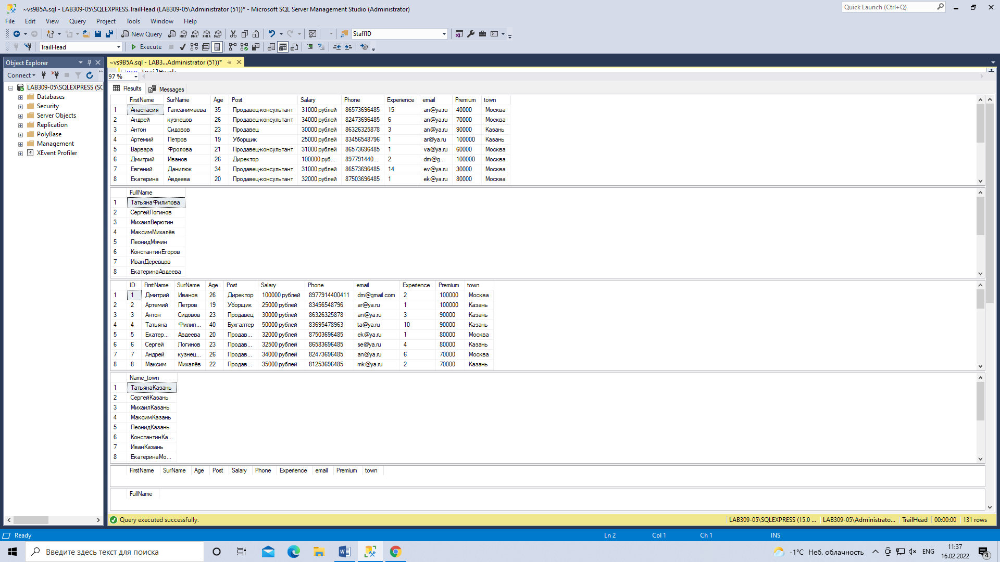 ~vs9B5A.sql - LAB309-05\SQLEXPRESS.TrailHead (LAB309-05\Administrator (51))* - Microsoft SQL Server Management Studio (Administrator)
Quick Launch (Ctrl+Q)
File Edit View Query Project Tools Window Help
New Query StaffID
TrailHead Execute
Object Explorer
~vs9B5A.sql - LAB3...Administrator (51))*
Connect
use TrailHead;
97 %
LAB309-05\SQLEXPRESS (SQ
Databases
Security
Server Objects
Replication
PolyBase
Management
XEvent Profiler
Results Messages
FirstName SurName Age Post Salary Phone Experience email Premium town
1 Анастасия Галсанимаева 35 Продавец-консультант 31000 рублей 86573696485 15 an@ya.ru 40000 Москва
2 Андрей кузнецов 26 Продавец-консультант 34000 рублей 82473696485 6 an@ya.ru 70000 Москва
3 Антон Сидовов 23 Продавец 30000 рублей 86326325878 3 an@ya.ru 90000 Казань
4 Артемий Петров 19 Уборщик 25000 рублей 83456548796 1 ar@ya.ru 100000 Казань
5 Варвара Фролова 21 Продавец-консультант 31000 рублей 86573696485 1 va@ya.ru 60000 Москва
6 Дмитрий Иванов 26 Директор 100000 руб... 897791440... 2 dm@g... 100000 Москва
7 Евгений Данилюк 34 Продавец-консультант 31000 рублей 86573696485 14 ev@ya.ru 30000 Москва
8 Екатерина Авдеева 20 Продавец-консультант 32000 рублей 87503696485 1 ek@ya.ru 80000 Москва
FullName
1 ТатьянаФилипова
2 СергейЛогинов
3 МихаилВерютин
4 МаксимМихалёв
5 ЛеонидМячин
6 КонстантинЕгоров
7 ИванДеревцов
8 ЕкатеринаАвдеева
ID FirstName SurName Age Post Salary Phone email Experience Premium town
1 1 Дмитрий Иванов 26 Директор 100000 рублей 8977914400411 dm@gmail.com 2 100000 Москва
2 2 Артемий Петров 19 Уборщик 25000 рублей 83456548796 ar@ya.ru 1 100000 Казань
3 3 Антон Сидовов 23 Продавец 30000 рублей 86326325878 an@ya.ru 3 90000 Казань
4 4 Татьяна Филип... 40 Бухгалтер 50000 рублей 83695478963 ta@ya.ru 10 90000 Казань
5 5 Екатер... Авдеева 20 Продав... 32000 рублей 87503696485 ek@ya.ru 1 80000 Москва
6 6 Сергей Логинов 23 Продав... 32500 рублей 86583696485 se@ya.ru 4 80000 Казань
7 7 Андрей кузнец... 26 Продав... 34000 рублей 82473696485 an@ya.ru 6 70000 Москва
8 8 Максим Михалёв 22 Продав... 35000 рублей 81253696485 mk@ya.ru 2 70000 Казань
Name_town
1 ТатьянаКазань
2 СергейКазань
3 МихаилКазань
4 МаксимКазань
5 ЛеонидКазань
6 КонстантинКа...
7 ИванКазань
8 ЕкатеринаМо...
FirstName SurName Age Post Salary Phone Experience email Premium town
FullName
Query executed successfully. LAB309-05\SQLEXPRESS (15.0 ... LAB309-05\Administrato... TrailHead 00:00:00 131 rows
Ready Ln 2 Col 1 Ch 1 INS
Введите здесь текст для поиска
-1°C Неб. облачность ENG 11:37
16.02.2022 4